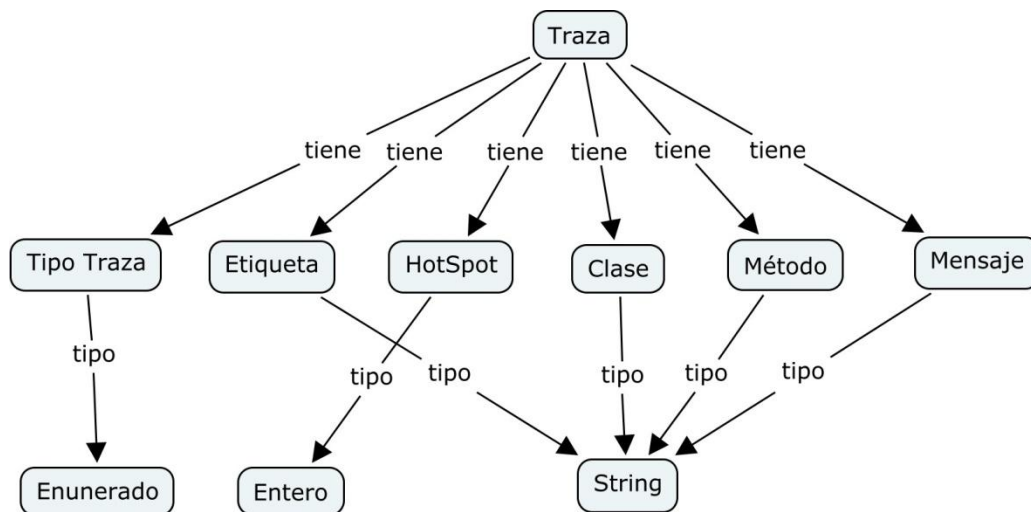 Traza
tiene
tiene
tiene
tiene
tiene
tiene
Tipo Traza
Etiqueta
HotSpot
Clase
Método
Mensaje
tipo
tipo
tipo
tipo
tipo
tipo
Enunerado
Entero
String